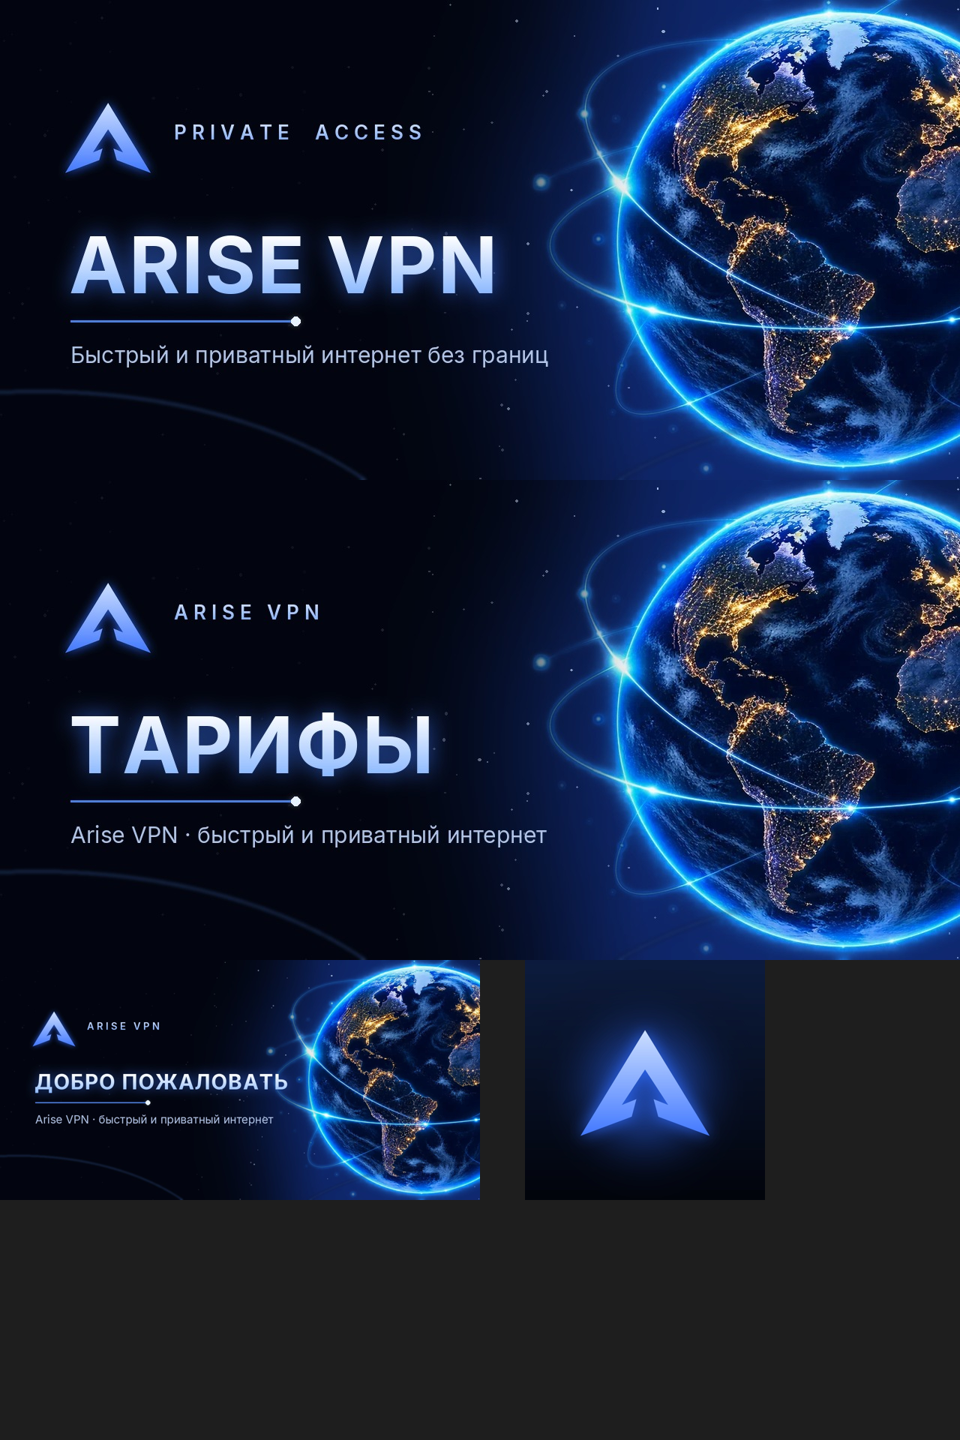 PRIVATE ACCESS
ARISE VPN
Быстрый и приватный интернет без границ
ARISE VPN
ТАРИФЫ
Arise VPN · быстрый и приватный интернет
ARISE VPN
ДОБРО ПОЖАЛОВАТЬ
Arise VPN · быстрый и приватный интернет